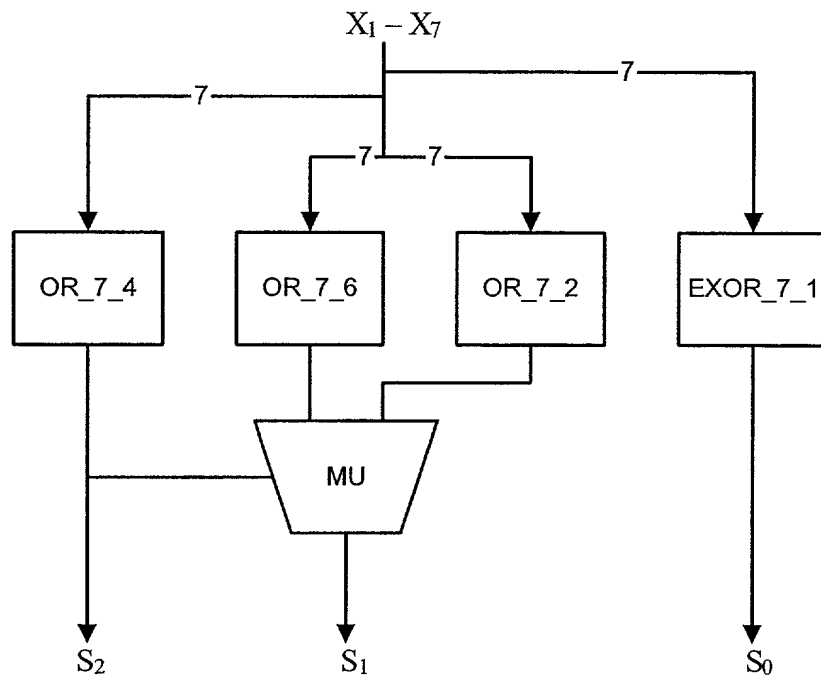 X₁ – X₇
7
7
7 7
OR_7_4 OR_7_6 OR_7_2 EXOR_7_1
MU
S₂ S₁ S₀